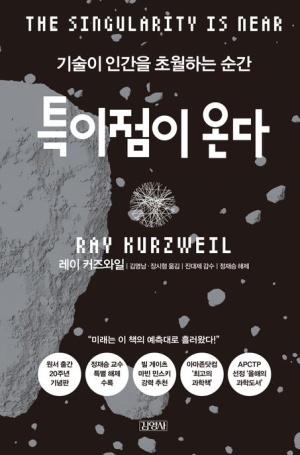 THE SINGULARITY IS NEAR
기술이 인간을 초월하는 순간
특이점이 온다
RAY KURZWEIL
레이 커즈와일 | 김명남·장시형 옮김 | 진대제 감수 | 정재승 해제
“미래는 이 책의 예측대로 흘러왔다!”
원서 출간
20주년
기념판
정재승 교수
특별 해제
수록
빌 게이츠
마빈 민스키
강력 추천
아마존닷컴
‘최고의
과학책’
APCTP
선정 ‘올해의
과학도서’
김영사